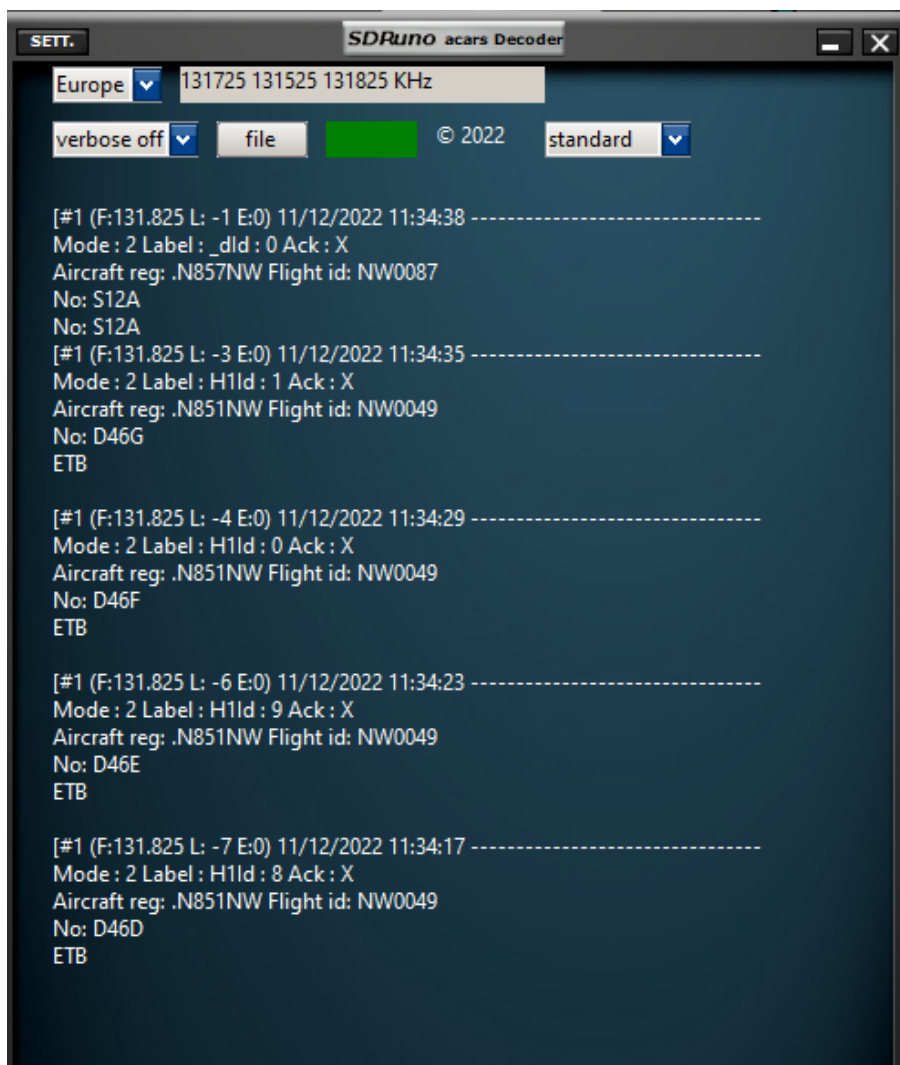 SETT.
SDRuno acars Decoder
Europe
131725 131525 131825 KHz
verbose off
file
© 2022
standard
[#1 (F:131.825 L: -1 E:0) 11/12/2022 11:34:38 --------------------------------
Mode : 2 Label : _dId : 0 Ack : X
Aircraft reg: .N857NW Flight id: NW0087
No: S12A
No: S12A
[#1 (F:131.825 L: -3 E:0) 11/12/2022 11:34:35 --------------------------------
Mode : 2 Label : H1Id : 1 Ack : X
Aircraft reg: .N851NW Flight id: NW0049
No: D46G
ETB
[#1 (F:131.825 L: -4 E:0) 11/12/2022 11:34:29 --------------------------------
Mode : 2 Label : H1Id : 0 Ack : X
Aircraft reg: .N851NW Flight id: NW0049
No: D46F
ETB
[#1 (F:131.825 L: -6 E:0) 11/12/2022 11:34:23 --------------------------------
Mode : 2 Label : H1Id : 9 Ack : X
Aircraft reg: .N851NW Flight id: NW0049
No: D46E
ETB
[#1 (F:131.825 L: -7 E:0) 11/12/2022 11:34:17 --------------------------------
Mode : 2 Label : H1Id : 8 Ack : X
Aircraft reg: .N851NW Flight id: NW0049
No: D46D
ETB